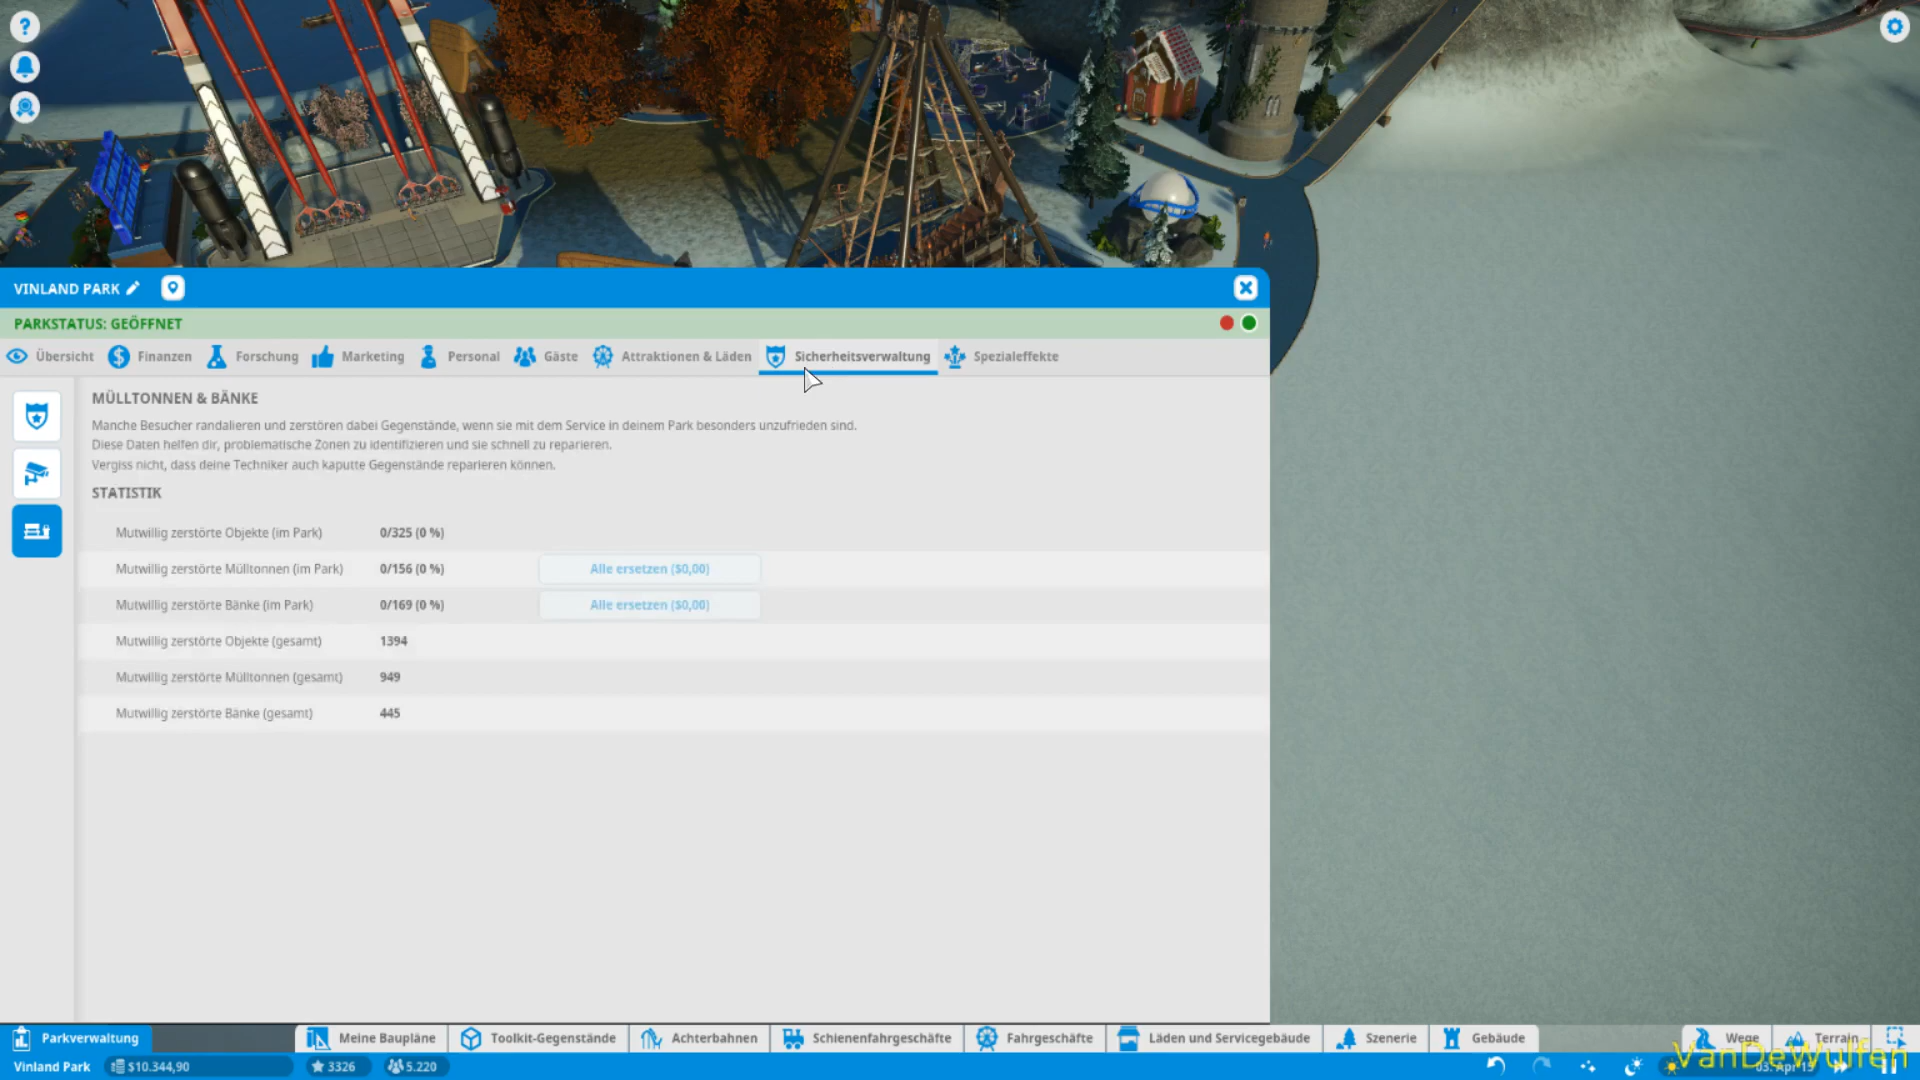 VINLAND PARK
PARKSTATUS: GEÖFFNET
Übersicht Finanzen Forschung Marketing Personal Gäste Attraktionen & Läden Sicherheitsverwaltung Spezialeffekte
MÜLLTONNEN & BÄNKE
Manche Besucher randalieren und zerstören dabei Gegenstände, wenn sie mit dem Service in deinem Park besonders unzufrieden sind.
Diese Daten helfen dir, problematische Zonen zu identifizieren und sie schnell zu reparieren.
Vergiss nicht, dass deine Techniker auch kaputte Gegenstände reparieren können.
STATISTIK
Mutwillig zerstörte Objekte (im Park) 0/325 (0 %)
Mutwillig zerstörte Mülltonnen (im Park) 0/156 (0 %) Alle ersetzen ($0,00)
Mutwillig zerstörte Bänke (im Park) 0/169 (0 %) Alle ersetzen ($0,00)
Mutwillig zerstörte Objekte (gesamt) 1394
Mutwillig zerstörte Mülltonnen (gesamt) 949
Mutwillig zerstörte Bänke (gesamt) 445
Parkverwaltung Meine Baupläne Toolkit-Gegenstände Achterbahnen Schienenfahrgeschäfte Fahrgeschäfte Läden und Servicegebäude Szenerie Gebäude Wege Terrain
Vinland Park $10.344,90 3326 5.220 03. Apr 13
VanDeWulfen